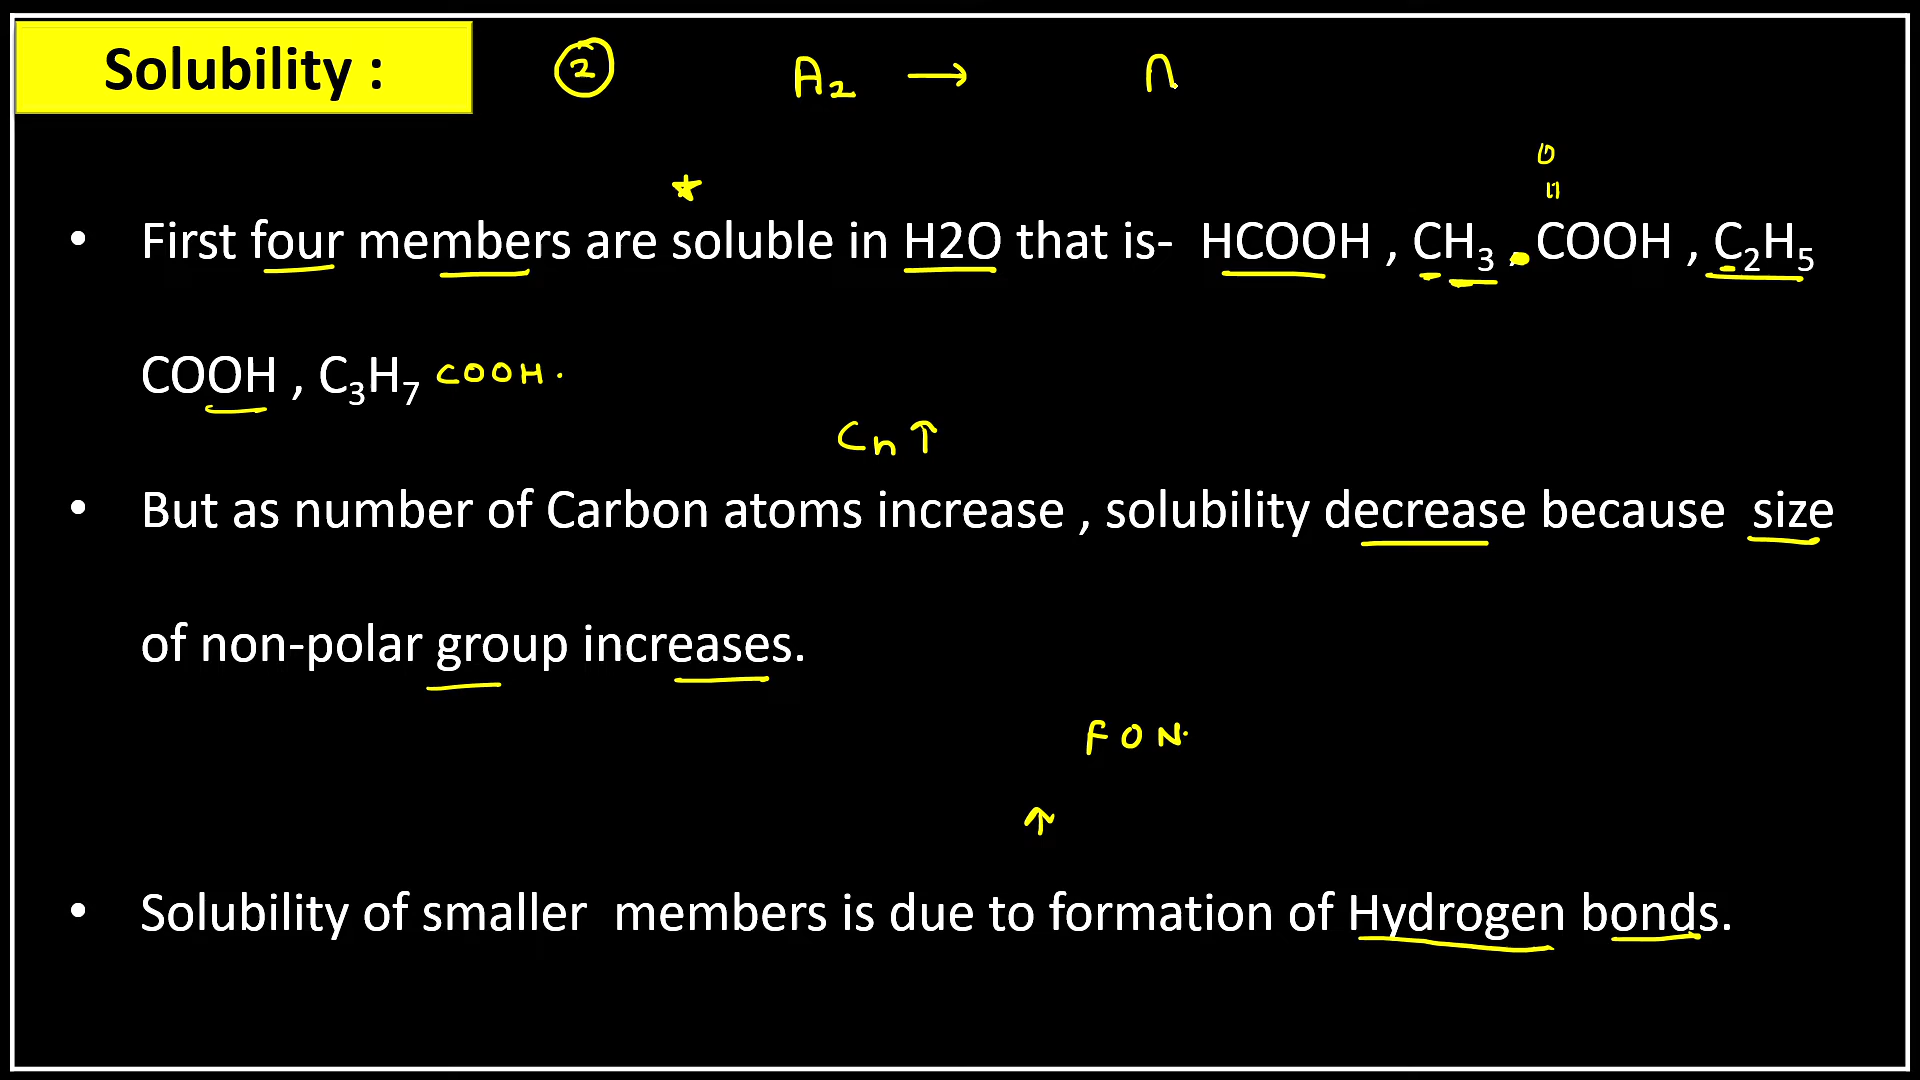 Solubility : ② A₂ → n
• First four members are soluble in H2O that is- HCOOH , CH₃ . COOH , C₂H₅
COOH , C₃H₇ COOH .
Cn ↑
• But as number of Carbon atoms increase , solubility decrease because size
of non-polar group increases.
F O N.
↑
• Solubility of smaller members is due to formation of Hydrogen bonds.